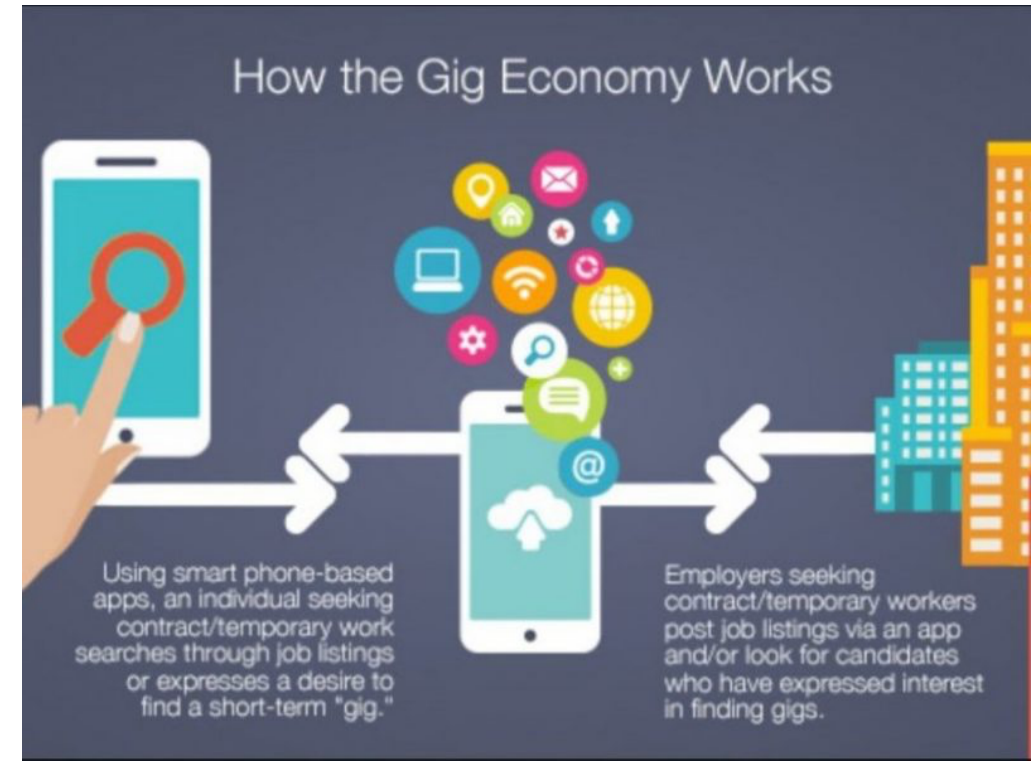 How the Gig Economy Works
@
Using smart phone-based
apps, an individual seeking
contract/temporary work
searches through job listings
or expresses a desire to
find a short-term "gig."
Employers seeking
contract/temporary workers
post job listings via an app
and/or look for candidates
who have expressed interest
in finding gigs.